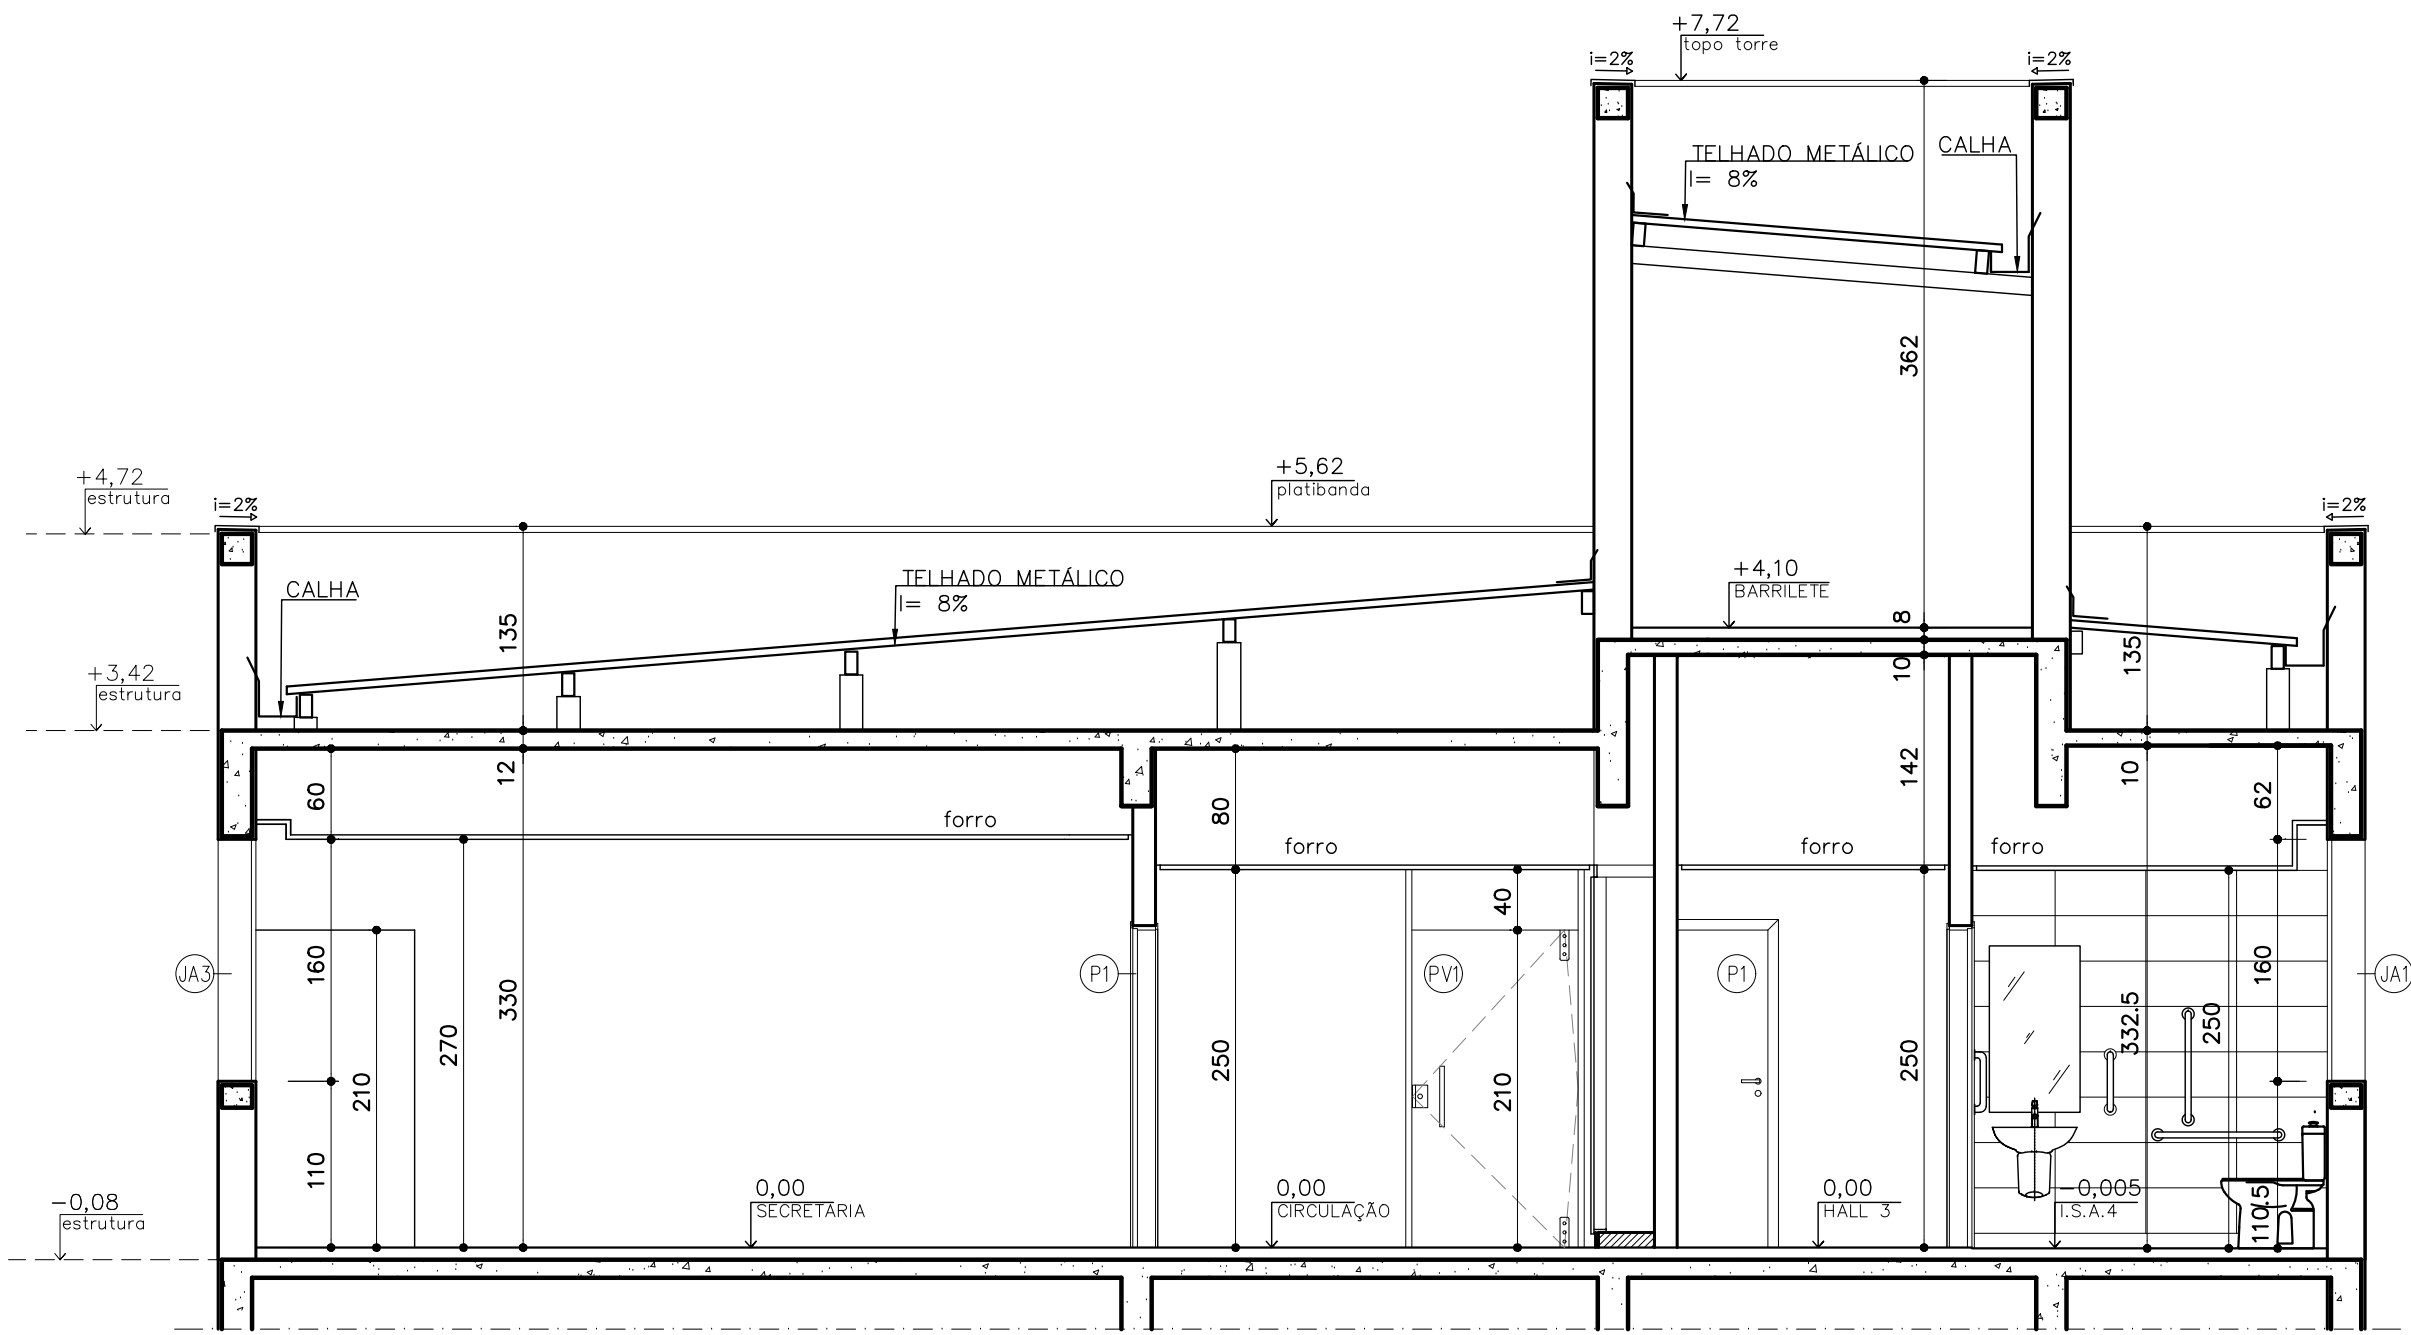 +7,72
topo torre
i=2%
i=2%
TELHADO METÁLICO
I= 8%
CALHA
362
+4,72
estrutura
i=2%
+5,62
platibanda
i=2%
CALHA
TELHADO METÁLICO
I= 8%
+4,10
BARRILETE
135
8
135
+3,42
estrutura
10
60
12
80
142
10
62
forro
forro
forro
forro
JA3
160
330
P1
40
PV1
P1
160
JA1
270
210
250
210
250
332.5
250
110
110.5
-0,08
estrutura
0,00
SECRETARIA
0,00
CIRCULAÇÃO
0,00
HALL 3
-0,005
I.S.A.4